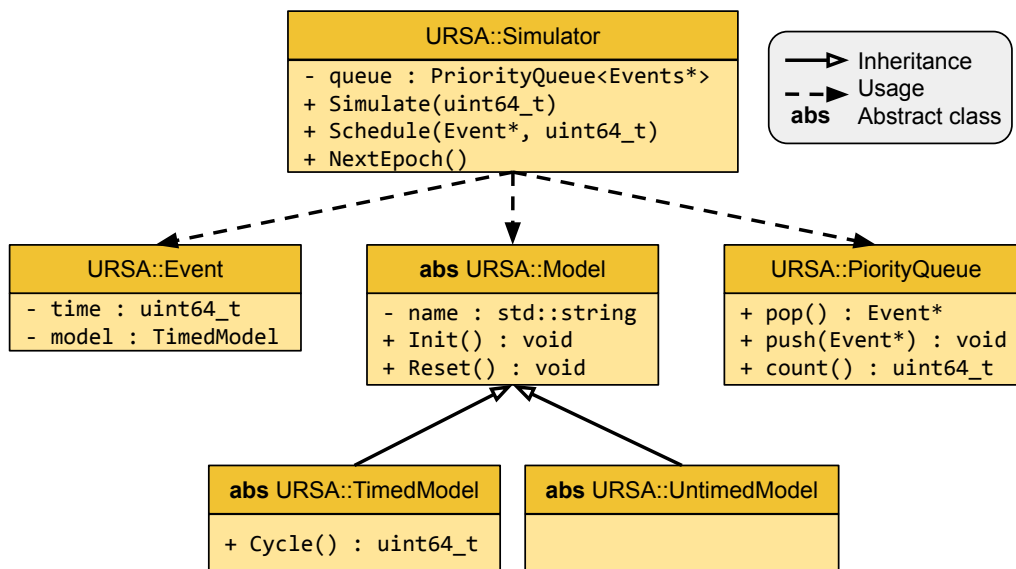 URSA::Simulator
- queue : PriorityQueue<Events*>
+ Simulate(uint64_t)
+ Schedule(Event*, uint64_t)
+ NextEpoch()
Inheritance
Usage
abs Abstract class
URSA::Event
- time : uint64_t
- model : TimedModel
abs URSA::Model
- name : std::string
+ Init() : void
+ Reset() : void
URSA::PiorityQueue
+ pop() : Event*
+ push(Event*) : void
+ count() : uint64_t
abs URSA::TimedModel
+ Cycle() : uint64_t
abs URSA::UntimedModel